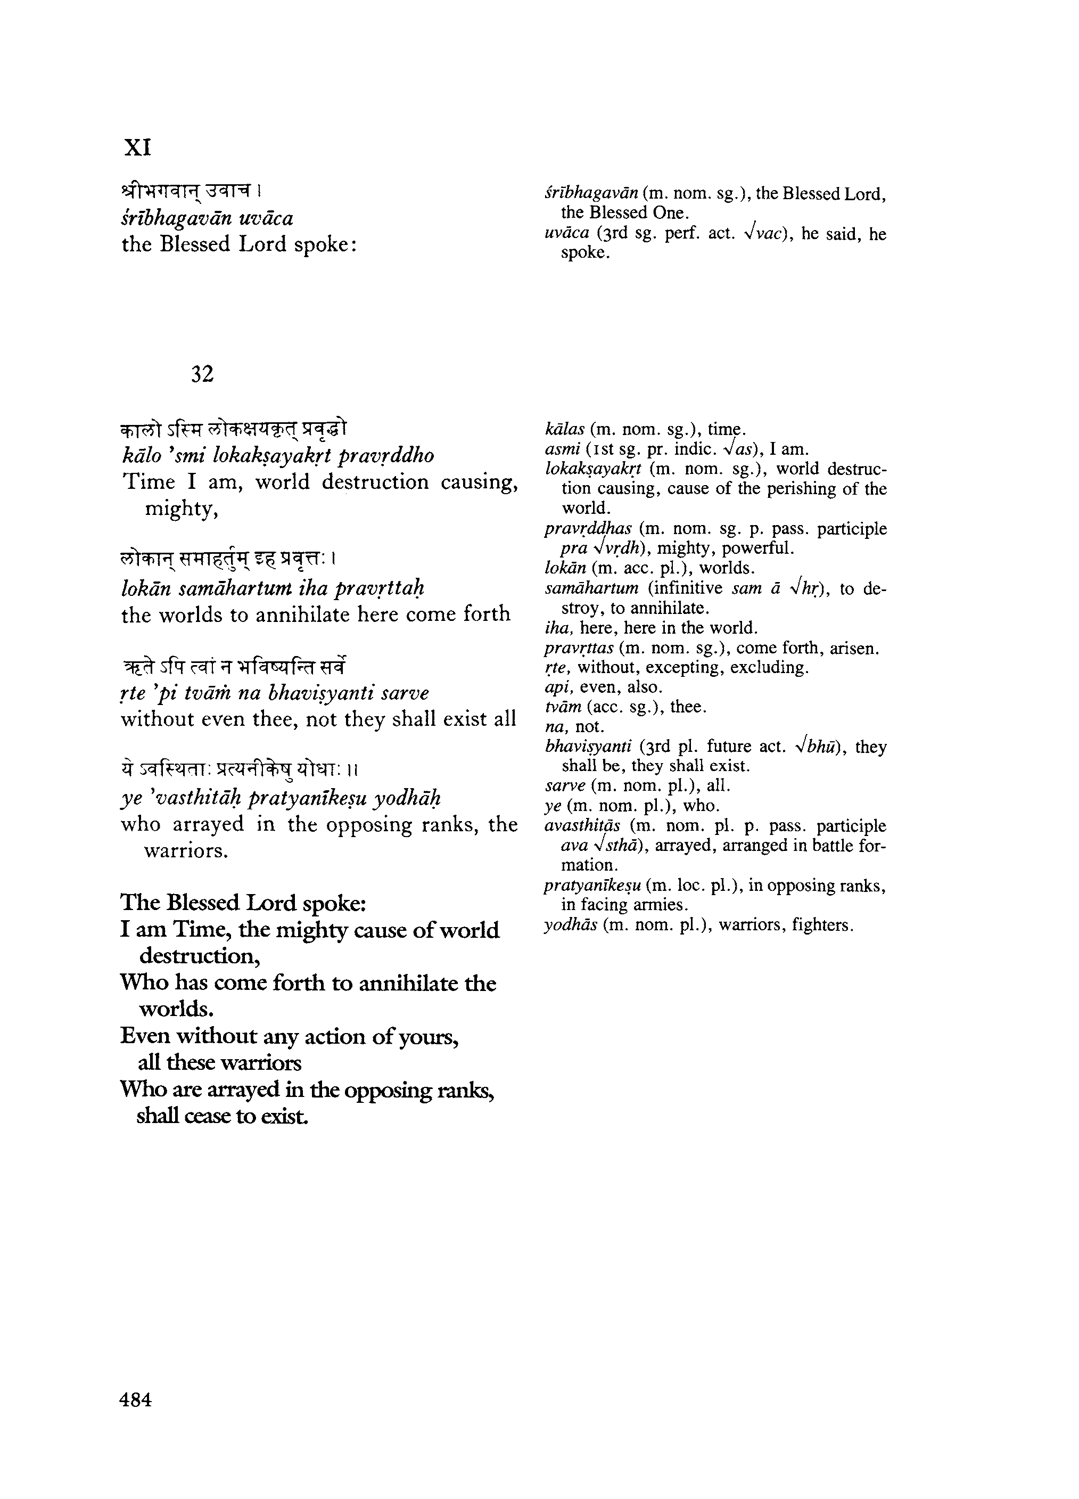 XI
श्रीभगवान् उवाच ।
śrībhagavān uvāca
the Blessed Lord spoke:
śrībhagavān (m. nom. sg.), the Blessed Lord,
the Blessed One.
uvāca (3rd sg. perf. act. √vac), he said, he
spoke.
32
कालो ऽस्मि लोकक्षयकृत् प्रवृद्धो
kālo 'smi lokakṣayakṛt pravṛddho
Time I am, world destruction causing,
mighty,
लोकान् समाहर्तुम् इह प्रवृत्तः ।
lokān samāhartum iha pravṛttaḥ
the worlds to annihilate here come forth
ऋते ऽपि त्वां न भविष्यन्ति सर्वे
ṛte 'pi tvāṁ na bhaviṣyanti sarve
without even thee, not they shall exist all
ये ऽवस्थिताः प्रत्यनीकेषु योधाः ॥
ye 'vasthitāḥ pratyanīkeṣu yodhāḥ
who arrayed in the opposing ranks, the
warriors.
The Blessed Lord spoke:
I am Time, the mighty cause of world
destruction,
Who has come forth to annihilate the
worlds.
Even without any action of yours,
all these warriors
Who are arrayed in the opposing ranks,
shall cease to exist.
kālas (m. nom. sg.), time.
asmi (1st sg. pr. indic. √as), I am.
lokakṣayakṛt (m. nom. sg.), world destruc-
tion causing, cause of the perishing of the
world.
pravṛddhas (m. nom. sg. p. pass. participle
pra √vṛdh), mighty, powerful.
lokān (m. acc. pl.), worlds.
samāhartum (infinitive sam ā √hṛ), to de-
stroy, to annihilate.
iha, here, here in the world.
pravṛttas (m. nom. sg.), come forth, arisen.
ṛte, without, excepting, excluding.
api, even, also.
tvām (acc. sg.), thee.
na, not.
bhaviṣyanti (3rd pl. future act. √bhū), they
shall be, they shall exist.
sarve (m. nom. pl.), all.
ye (m. nom. pl.), who.
avasthitās (m. nom. pl. p. pass. participle
ava √sthā), arrayed, arranged in battle for-
mation.
pratyanīkeṣu (m. loc. pl.), in opposing ranks,
in facing armies.
yodhās (m. nom. pl.), warriors, fighters.
484